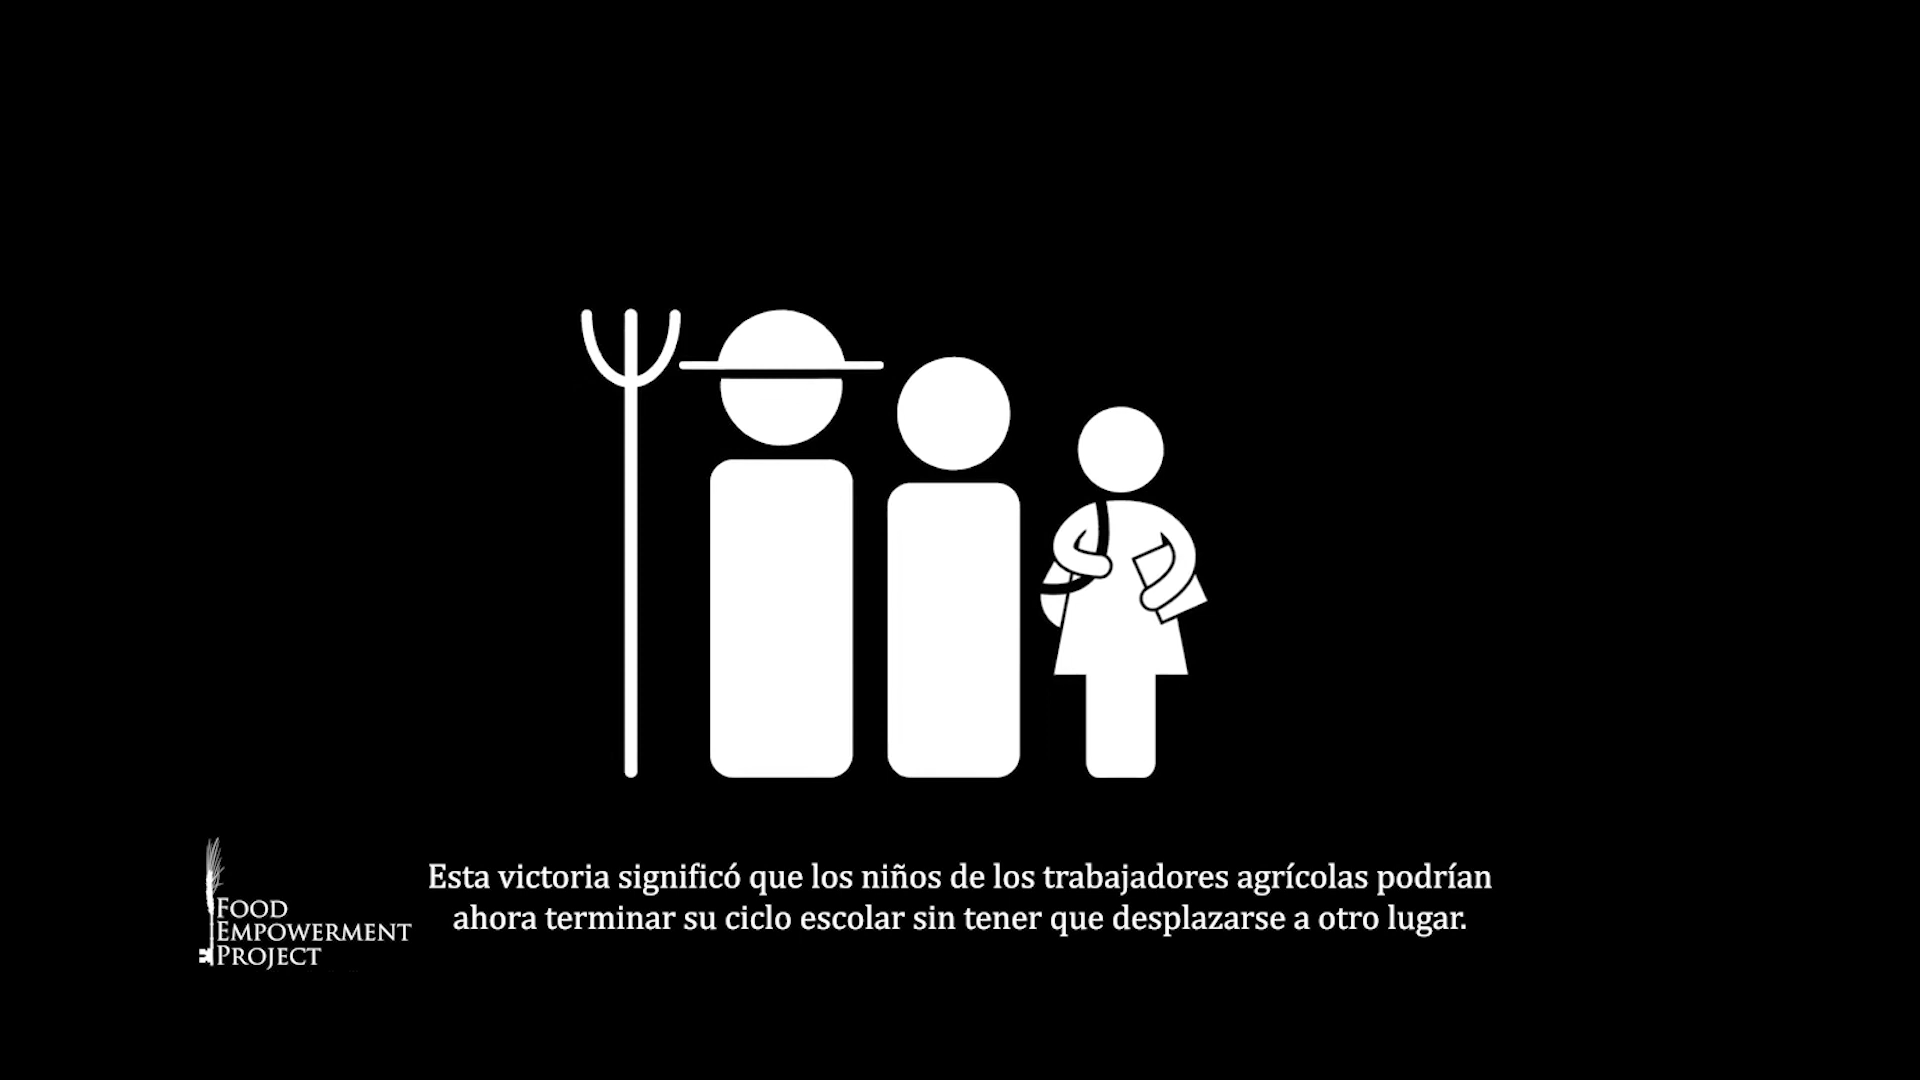 Esta victoria significó que los niños de los trabajadores agrícolas podrían
ahora terminar su ciclo escolar sin tener que desplazarse a otro lugar.
FOOD
EMPOWERMENT
PROJECT